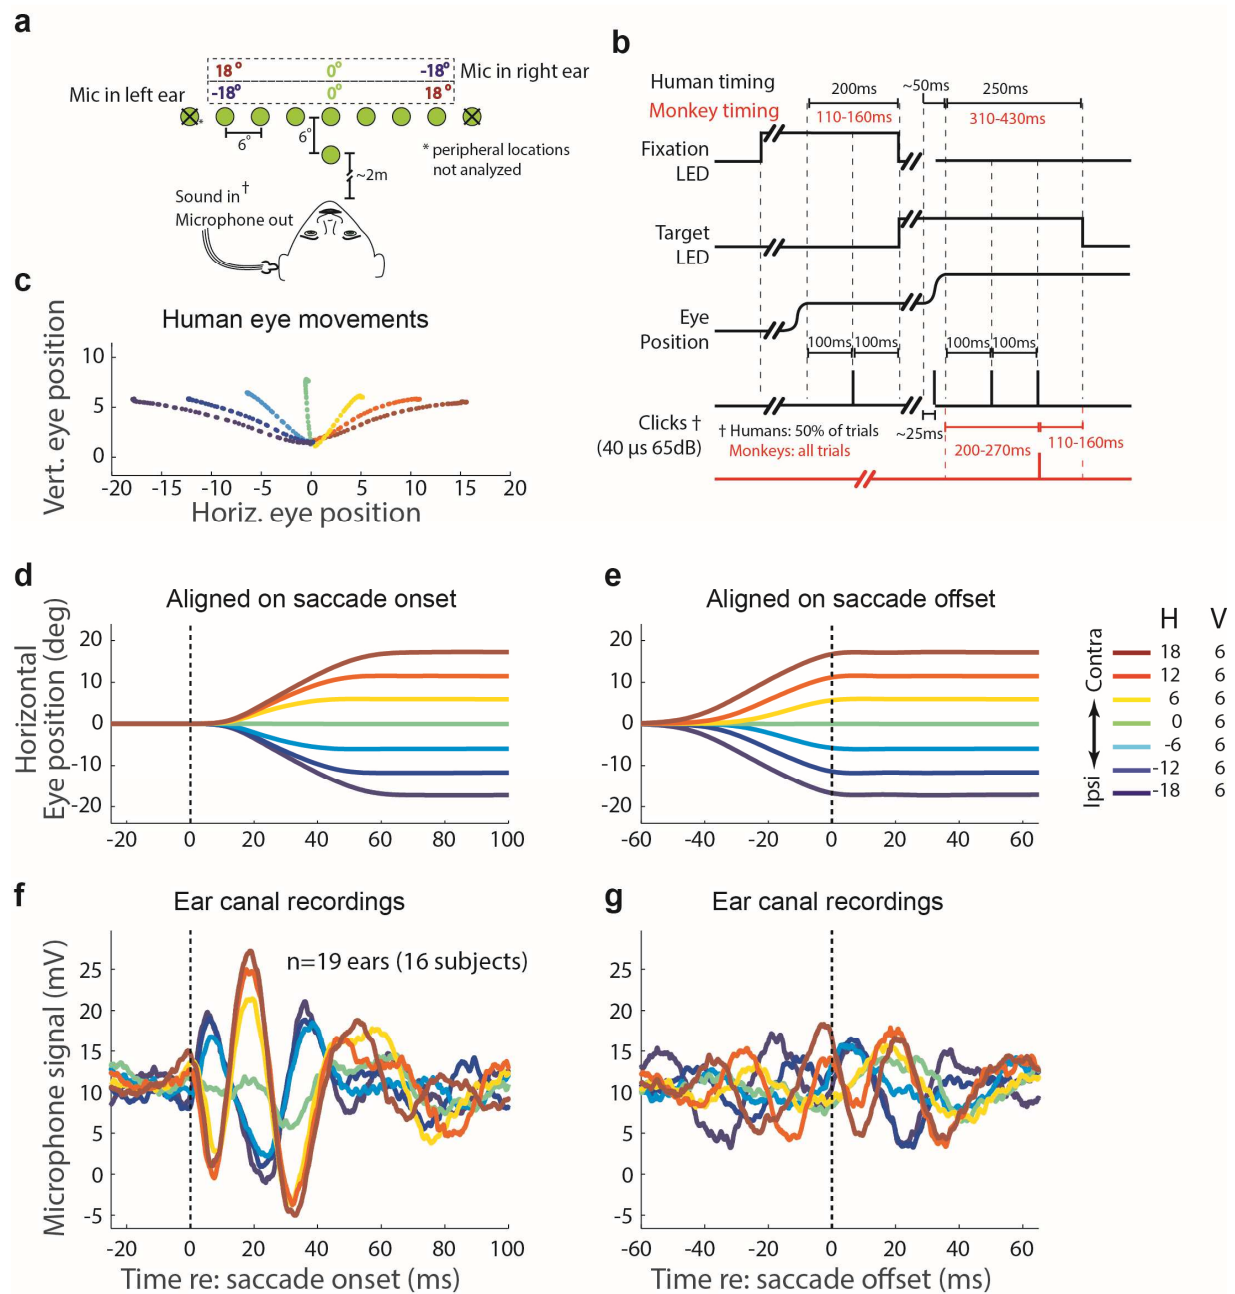 a
18° 0° -18° Mic in right ear
Mic in left ear -18° 0° 18°
*
6°
6°
* peripheral locations
not analyzed
~2m
Sound in†
Microphone out
b
Human timing
Monkey timing
200ms ~50ms 250ms
110-160ms 310-430ms
Fixation
LED
Target
LED
Eye
Position
100ms 100ms 100ms 100ms
Clicks †
(40 µs 65dB)
† Humans: 50% of trials
Monkeys: all trials
~25ms
200-270ms
110-160ms
c
Human eye movements
Vert. eye position
10
5
0
-20 -15 -10 -5 0 5 10 15 20
Horiz. eye position
d
Aligned on saccade onset
Horizontal
Eye position (deg)
20
10
0
-10
-20
-20 0 20 40 60 80 100
e
Aligned on saccade offset
20
10
0
-10
-20
-60 -40 -20 0 20 40 60
H V
18 6
12 6
6 6
0 6
-6 6
-12 6
-18 6
Contra
Ipsi
f
Ear canal recordings
n=19 ears (16 subjects)
Microphone signal (mV)
25
20
15
10
5
0
-5
-20 0 20 40 60 80 100
Time re: saccade onset (ms)
g
Ear canal recordings
25
20
15
10
5
0
-5
-60 -40 -20 0 20 40 60
Time re: saccade offset (ms)